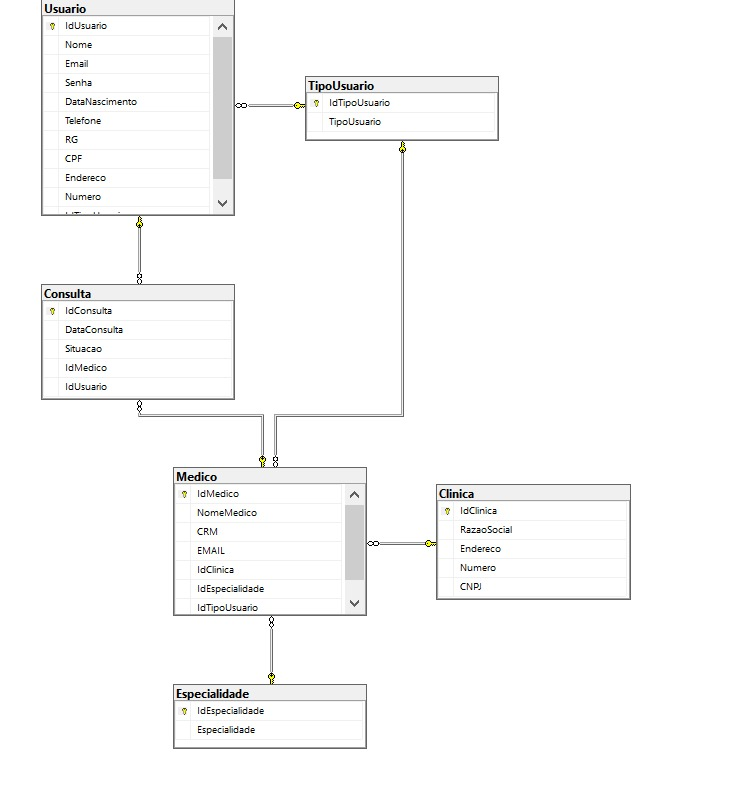 Usuario
IdUsuario
Nome
Email
Senha
DataNascimento
Telefone
RG
CPF
Endereco
Numero
TipoUsuario
IdTipoUsuario
TipoUsuario
Consulta
IdConsulta
DataConsulta
Situacao
IdMedico
IdUsuario
Medico
IdMedico
NomeMedico
CRM
EMAIL
IdClinica
IdEspecialidade
IdTipoUsuario
Clinica
IdClinica
RazaoSocial
Endereco
Numero
CNPJ
Especialidade
IdEspecialidade
Especialidade